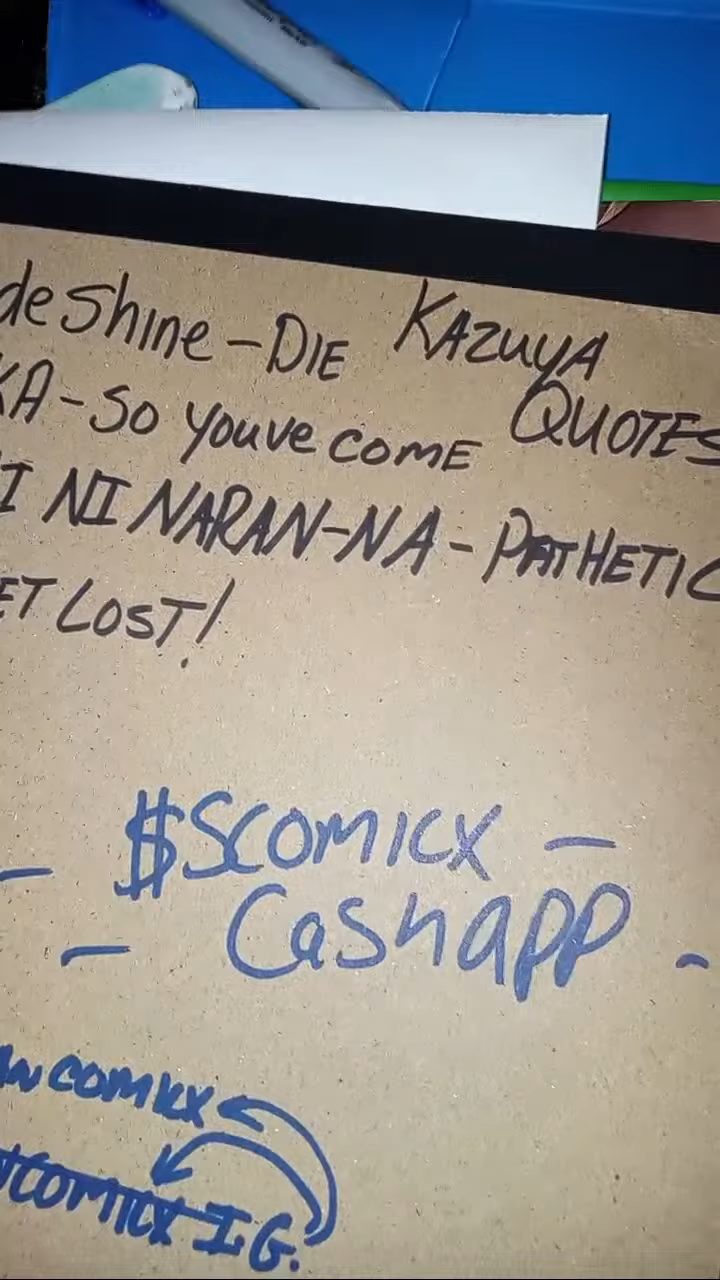 deShine - DIE KAZUYA
KA - So youve come QUOTES
I NI NARAN-NA - PATHETIC
ET LOST!
$SCOMICX -
- Cashapp -
COMICX
COMICX I.G.